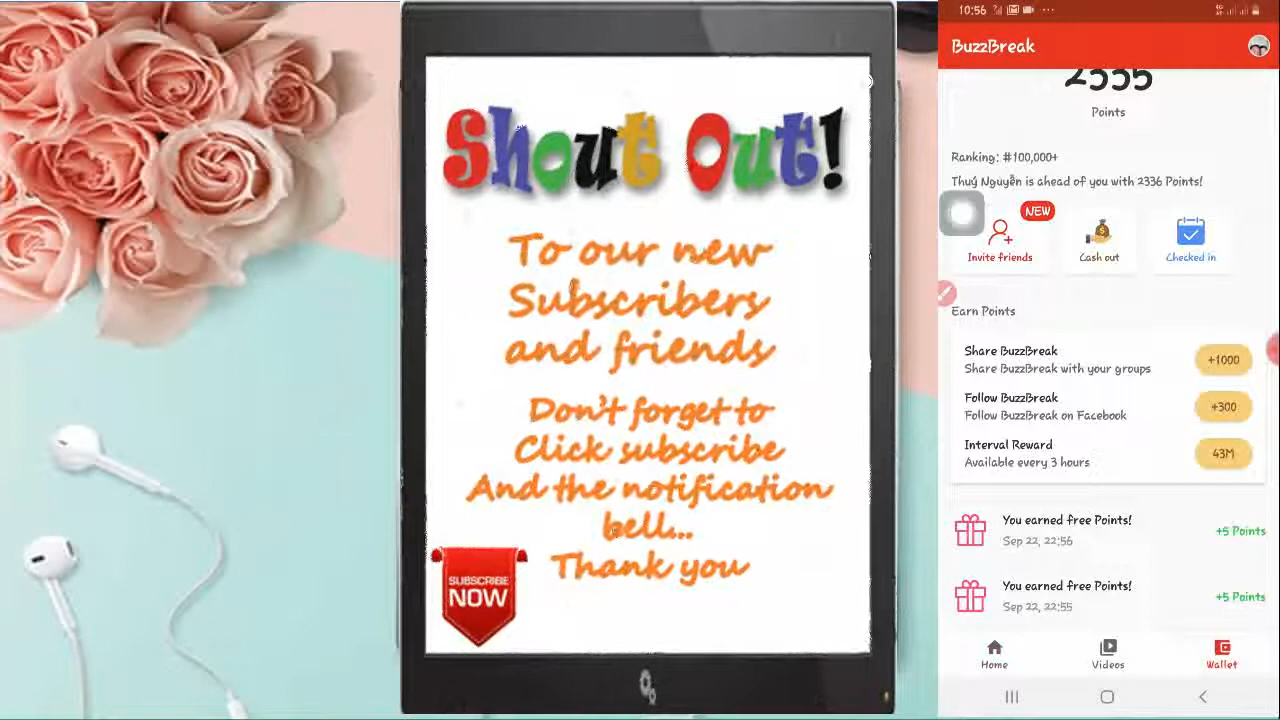 Shout Out!
To our new
Subscribers
and friends
Don't forget to
Click subscribe
And the notification
bell...
Thank you
SUBSCRIBE
NOW
10:56
BuzzBreak
2335
Points
Ranking: #100,000+
Thuý Nguyễn is ahead of you with 2336 Points!
NEW
Invite friends
Cash out
Checked in
Earn Points
Share BuzzBreak
Share BuzzBreak with your groups
+1000
Follow BuzzBreak
Follow BuzzBreak on Facebook
+300
Interval Reward
Available every 3 hours
43M
You earned free Points!
Sep 22, 22:56
+5 Points
You earned free Points!
Sep 22, 22:55
+5 Points
Home
Videos
Wallet